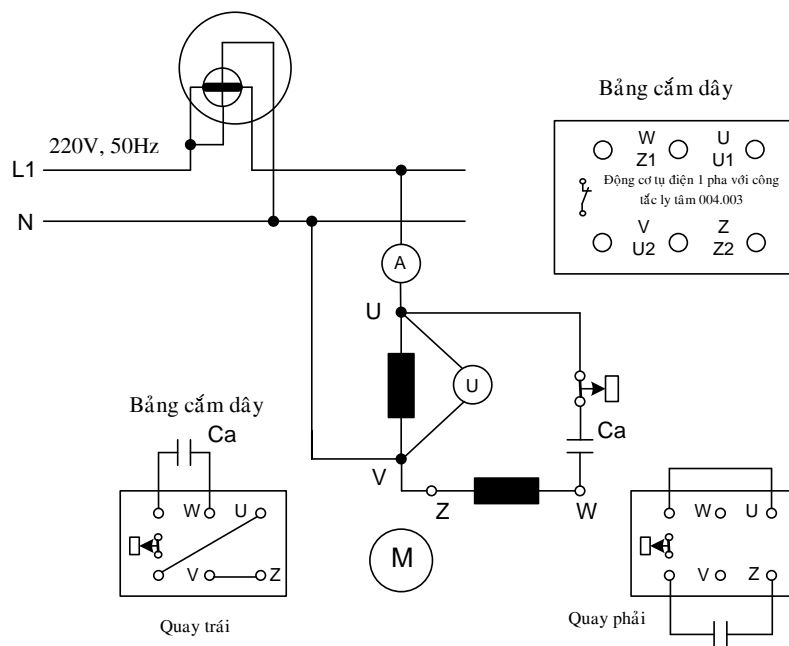 220V, 50Hz
L1
N
A
U
U
V
Z
W
Ca
M
Bảng cắm dây
W U
Z1 U1
Động cơ tụ điện 1 pha với công
tắc ly tâm 004.003
V Z
U2 Z2
Bảng cắm dây
Ca
W U
V Z
Quay trái
W U
V Z
Quay phải